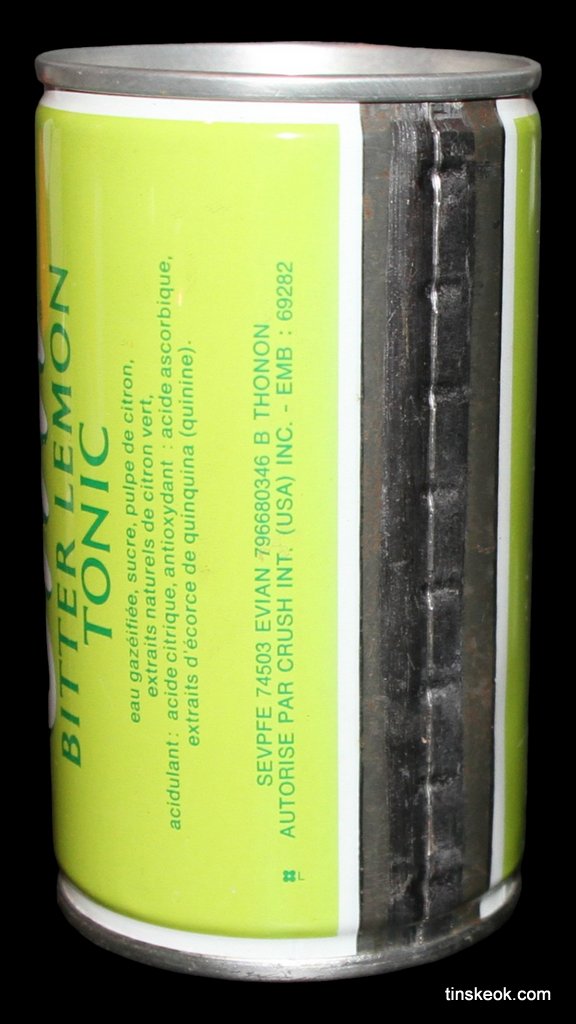 BITTER LEMON
TONIC
eau gazéifiée, sucre, pulpe de citron,
extraits naturels de citron vert,
acidulant : acide citrique, antioxydant : acide ascorbique,
extraits d'écorce de quinquina (quinine).
SEVPFE 74503 EVIAN 796680346 B THONON
AUTORISE PAR CRUSH INT. (USA) INC. - EMB : 69282
tinskeok.com